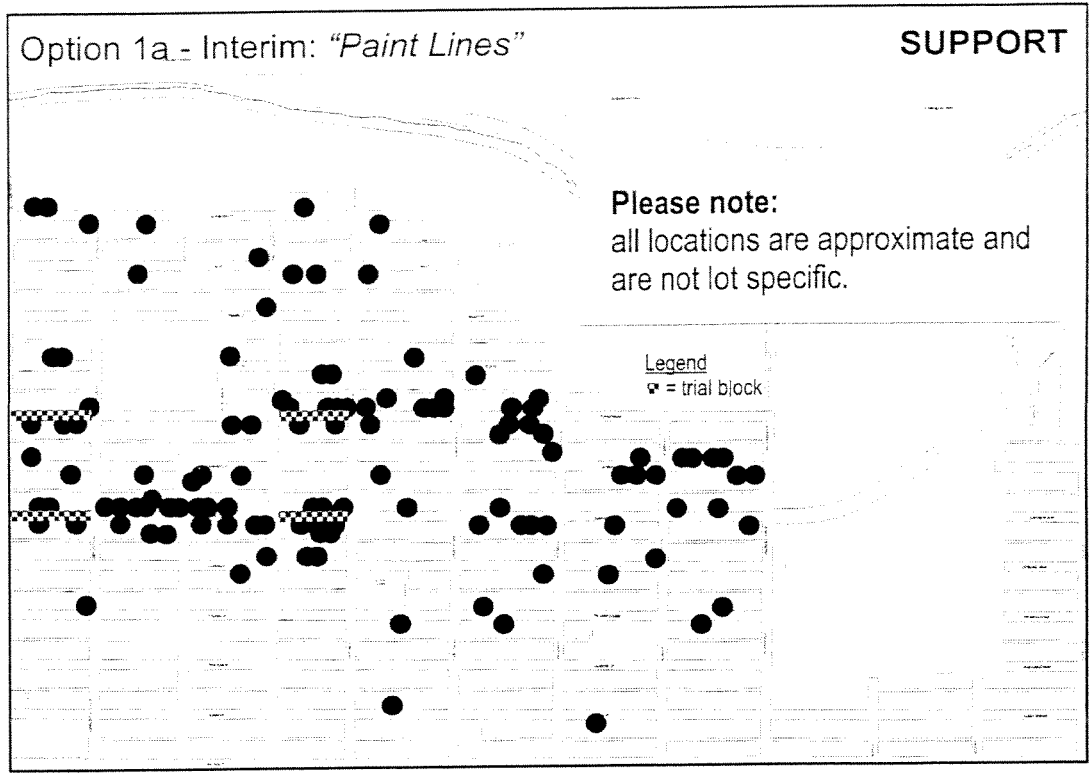 Option 1a - Interim: "Paint Lines"
SUPPORT
Please note:
all locations are approximate and
are not lot specific.
Legend
= trial block